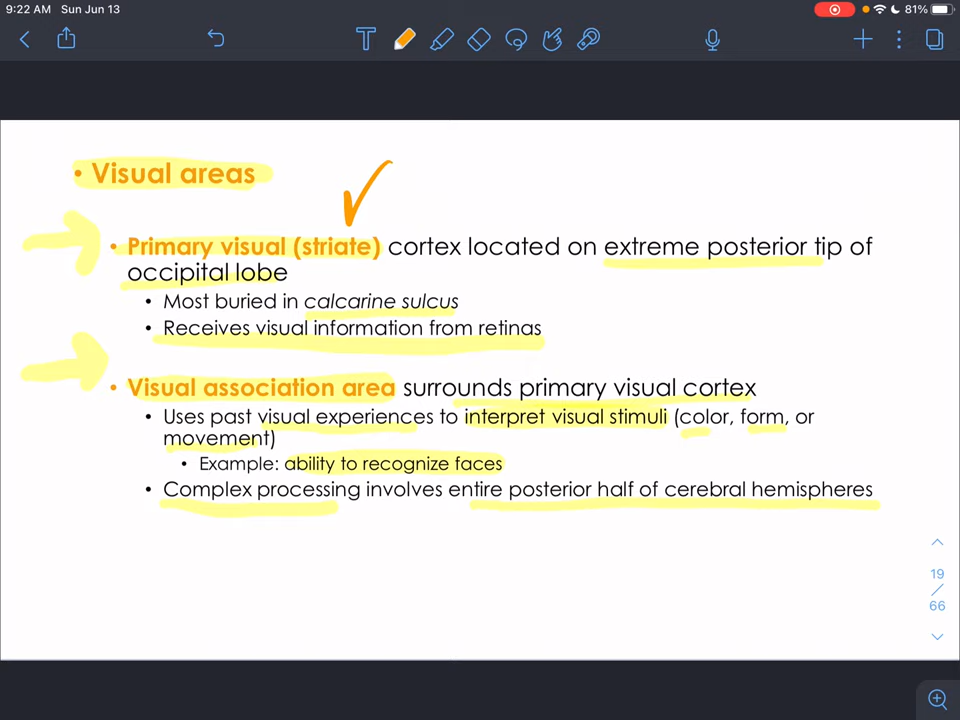 9:22 AM Sun Jun 13
81%
• Visual areas
• Primary visual (striate) cortex located on extreme posterior tip of
occipital lobe
• Most buried in calcarine sulcus
• Receives visual information from retinas
• Visual association area surrounds primary visual cortex
• Uses past visual experiences to interpret visual stimuli (color, form, or
movement)
• Example: ability to recognize faces
• Complex processing involves entire posterior half of cerebral hemispheres
19
/
66